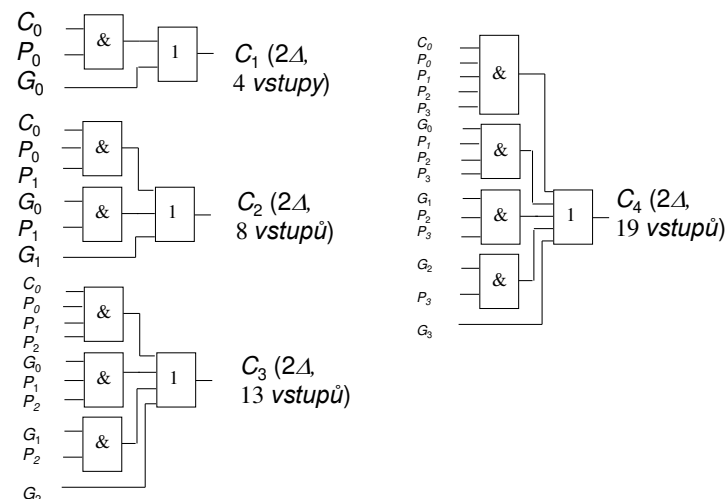 C₀
P₀
G₀
&
1
C₁ (2Δ,
4 vstupy)
C₀
P₀
P₁
G₀
P₁
G₁
&
&
1
C₂ (2Δ,
8 vstupů)
C₀
P₀
P₁
P₂
G₀
P₁
P₂
G₁
P₂
G₂
&
&
&
1
C₃ (2Δ,
13 vstupů)
C₀
P₀
P₁
P₂
P₃
G₀
P₁
P₂
P₃
G₁
P₂
P₃
G₂
P₃
G₃
&
&
&
&
1
C₄ (2Δ,
19 vstupů)